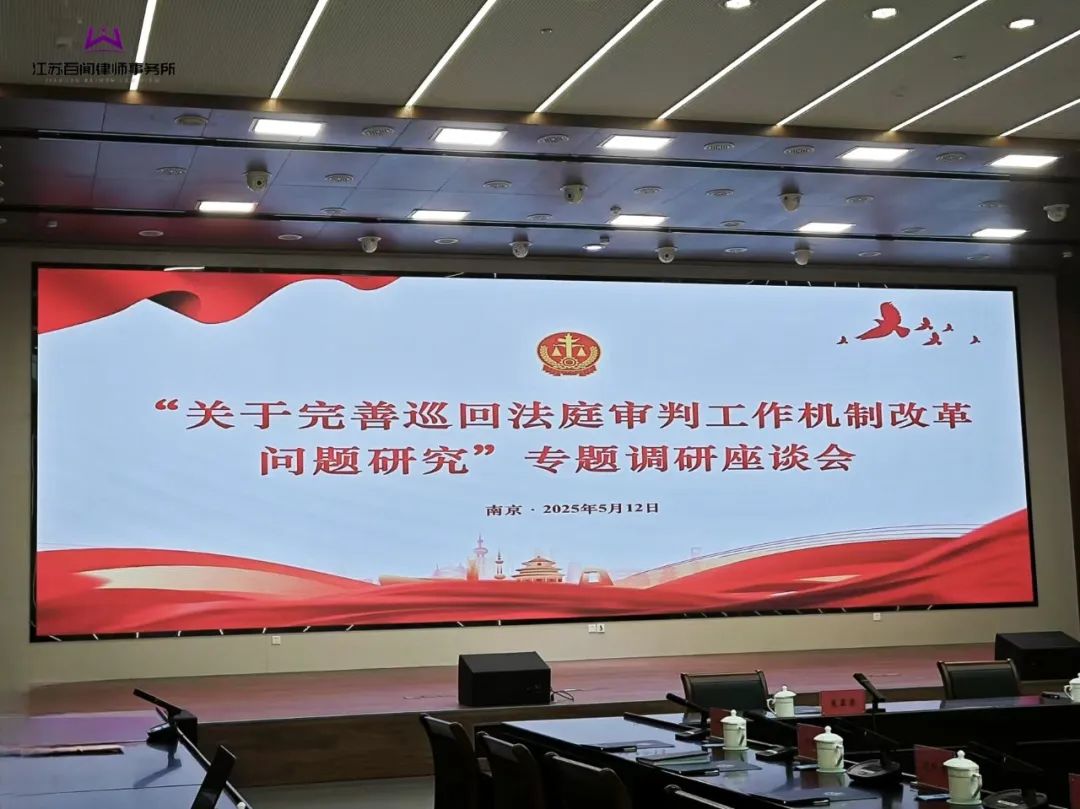 江苏百闻律师事务所
“关于完善巡回法庭审判工作机制改革
问题研究”专题调研座谈会
南京·2025年5月12日